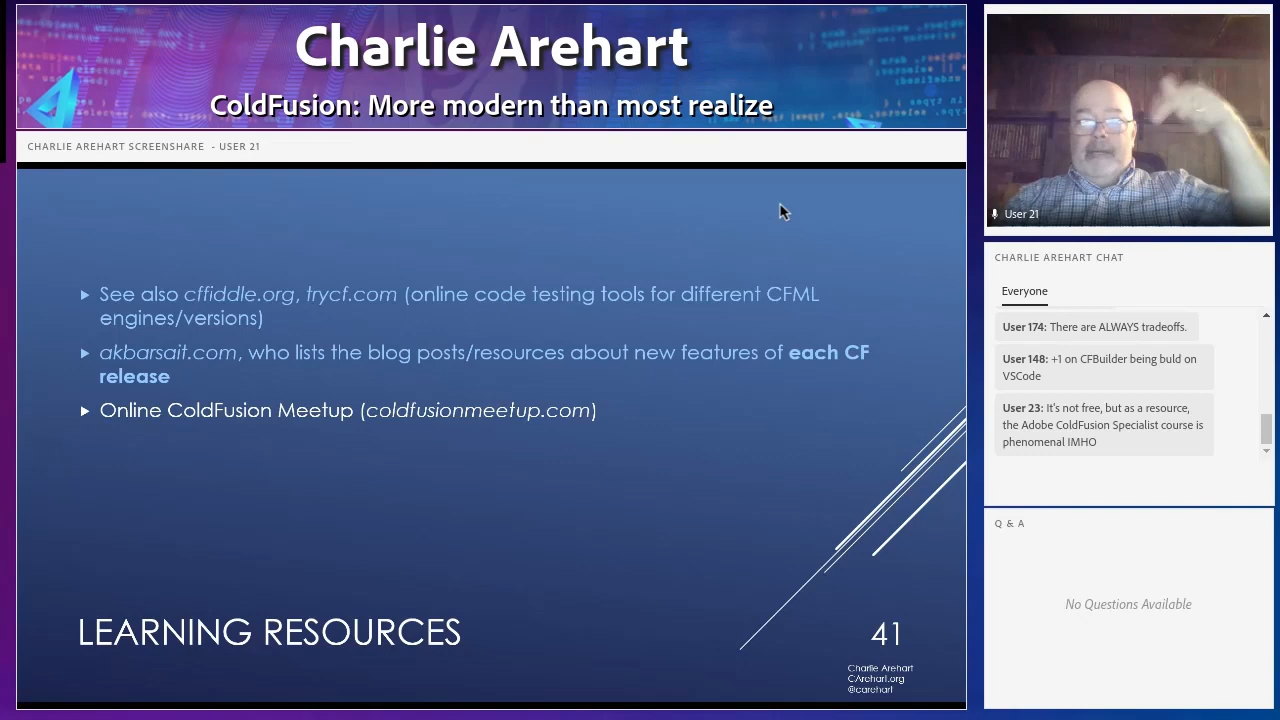 Charlie Arehart
ColdFusion: More modern than most realize
CHARLIE AREHART SCREENSHARE - USER 21
See also cffiddle.org, trycf.com (online code testing tools for different CFML
engines/versions)
akbarsait.com, who lists the blog posts/resources about new features of each CF
release
Online ColdFusion Meetup (coldfusionmeetup.com)
LEARNING RESOURCES
41
Charlie Arehart
CArehart.org
@carehart
User 21
CHARLIE AREHART CHAT
Everyone
User 174: There are ALWAYS tradeoffs.
User 148: +1 on CFBuilder being buld on
VSCode
User 23: It's not free, but as a resource,
the Adobe ColdFusion Specialist course is
phenomenal IMHO
Q & A
No Questions Available